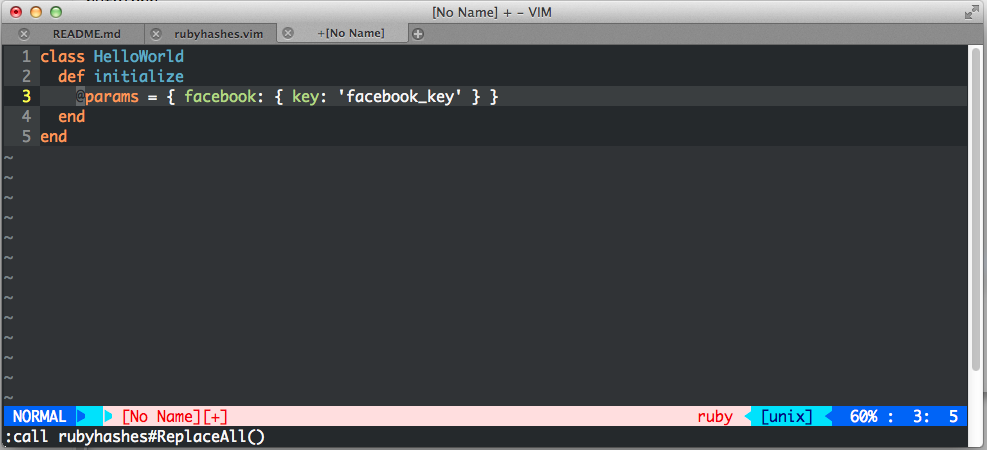 [No Name] + – VIM
README.md rubyhashes.vim +[No Name]
1 class HelloWorld
2   def initialize
3     @params = { facebook: { key: 'facebook_key' } }
4   end
5 end
~
~
~
~
~
~
~
~
~
~
~
~
~
NORMAL [No Name][+] ruby [unix] 60% : 3: 5
:call rubyhashes#ReplaceAll()